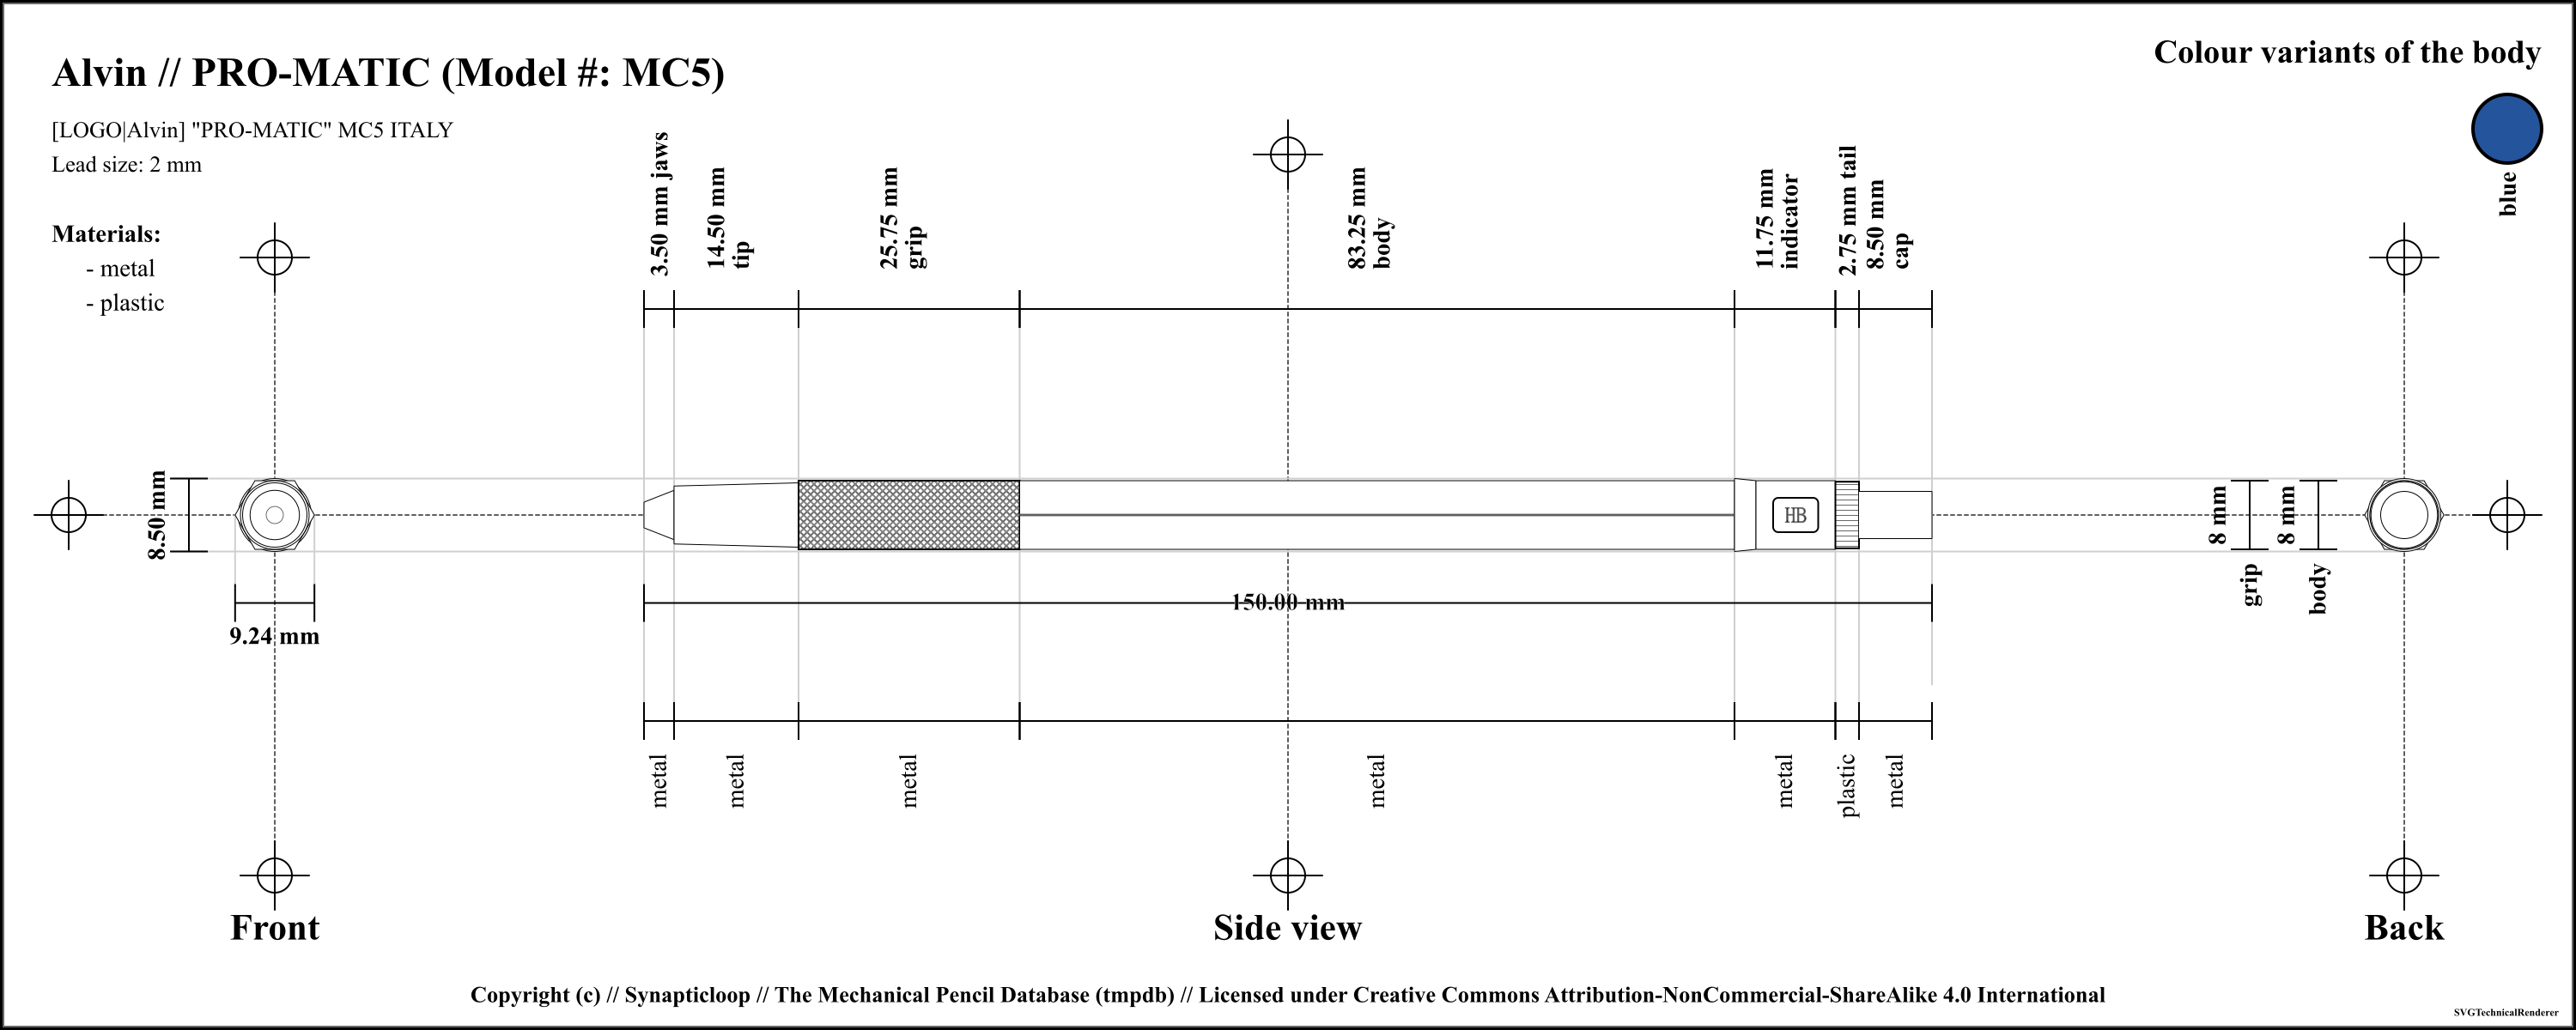 Alvin // PRO-MATIC (Model #: MC5)
[LOGO|Alvin] "PRO-MATIC" MC5 ITALY
Lead size: 2 mm
Materials:
- metal
- plastic
Colour variants of the body
blue
3.50 mm jaws
14.50 mm
tip
25.75 mm
grip
83.25 mm
body
11.75 mm
indicator
2.75 mm tail
8.50 mm
cap
8.50 mm
9.24 mm
HB
150.00 mm
8 mm
grip
8 mm
body
metal
metal
metal
metal
metal
plastic
metal
Front
Side view
Back
Copyright (c) // Synapticloop // The Mechanical Pencil Database (tmpdb) // Licensed under Creative Commons Attribution-NonCommercial-ShareAlike 4.0 International
SVGTechnicalRenderer